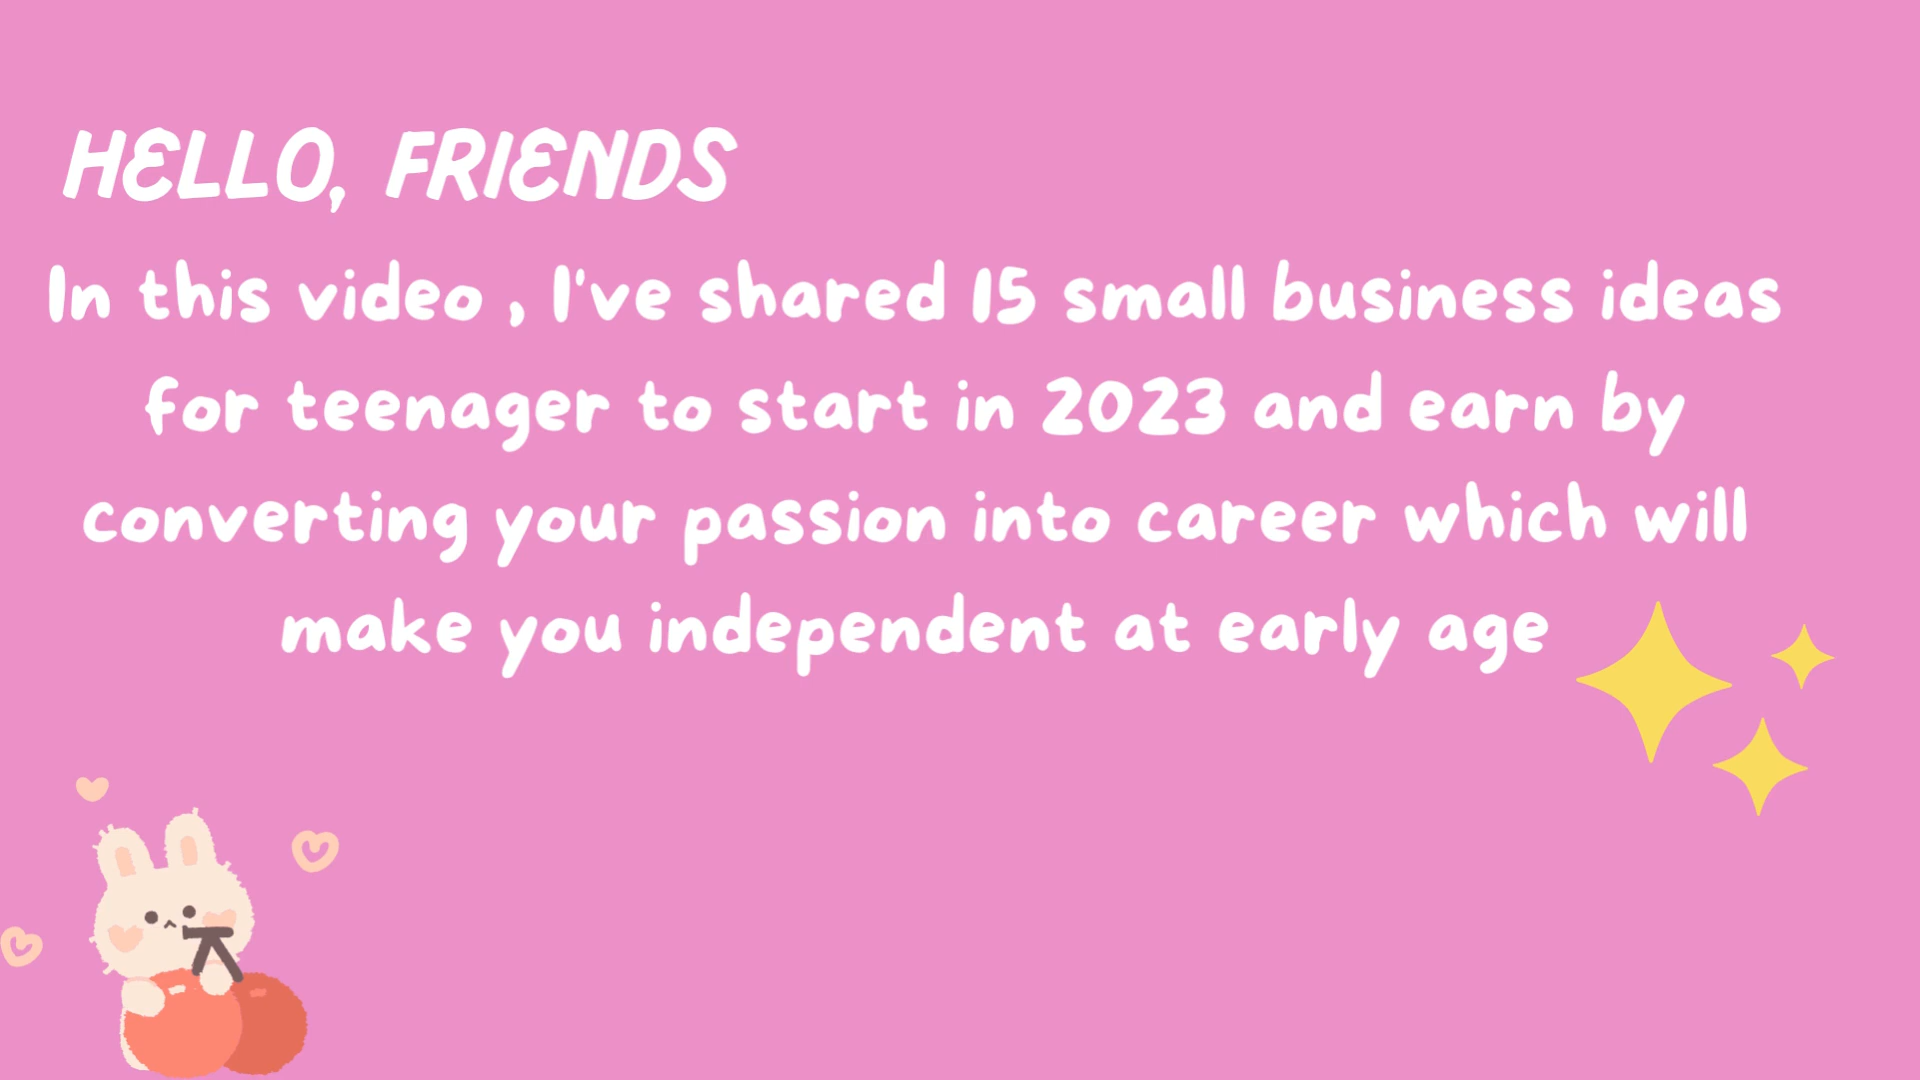 HELLO, FRIENDS
In this video , I've shared 15 small business ideas
for teenager to start in 2023 and earn by
converting your passion into career which will
make you independent at early age